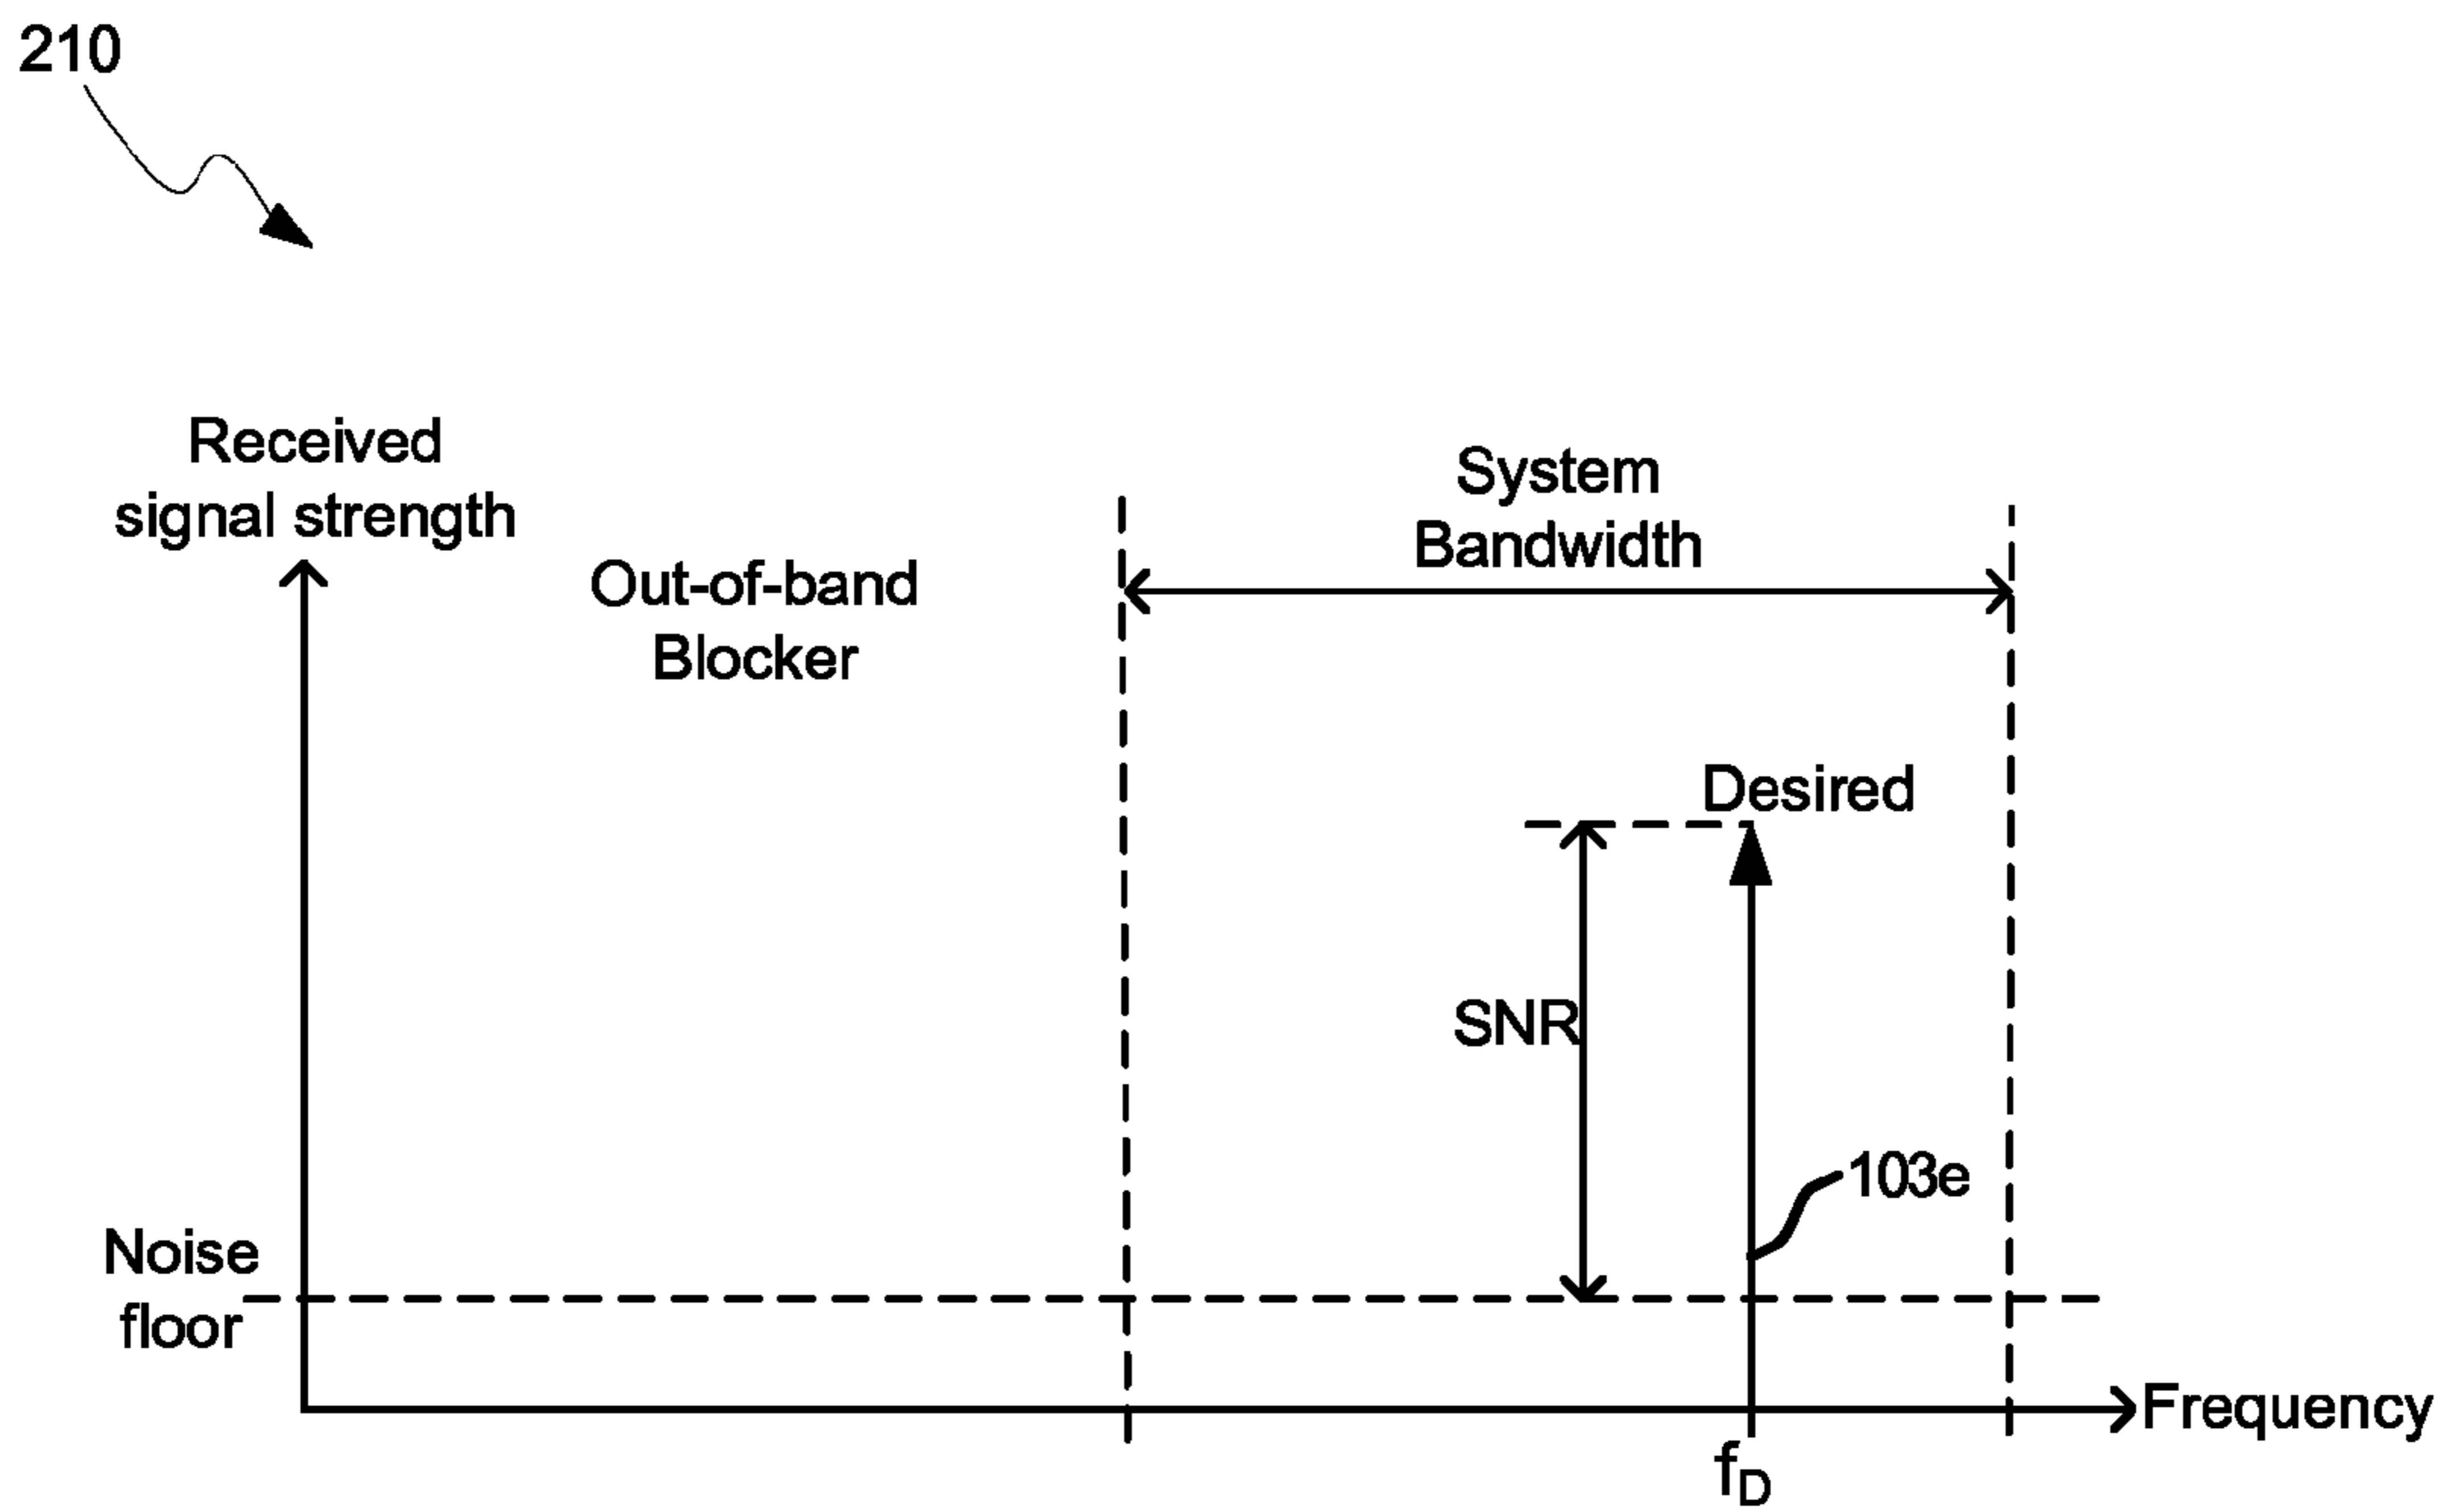 210
Received
signal strength
Out-of-band
Blocker
System
Bandwidth
Desired
SNR
103e
Noise
floor
Frequency
fD